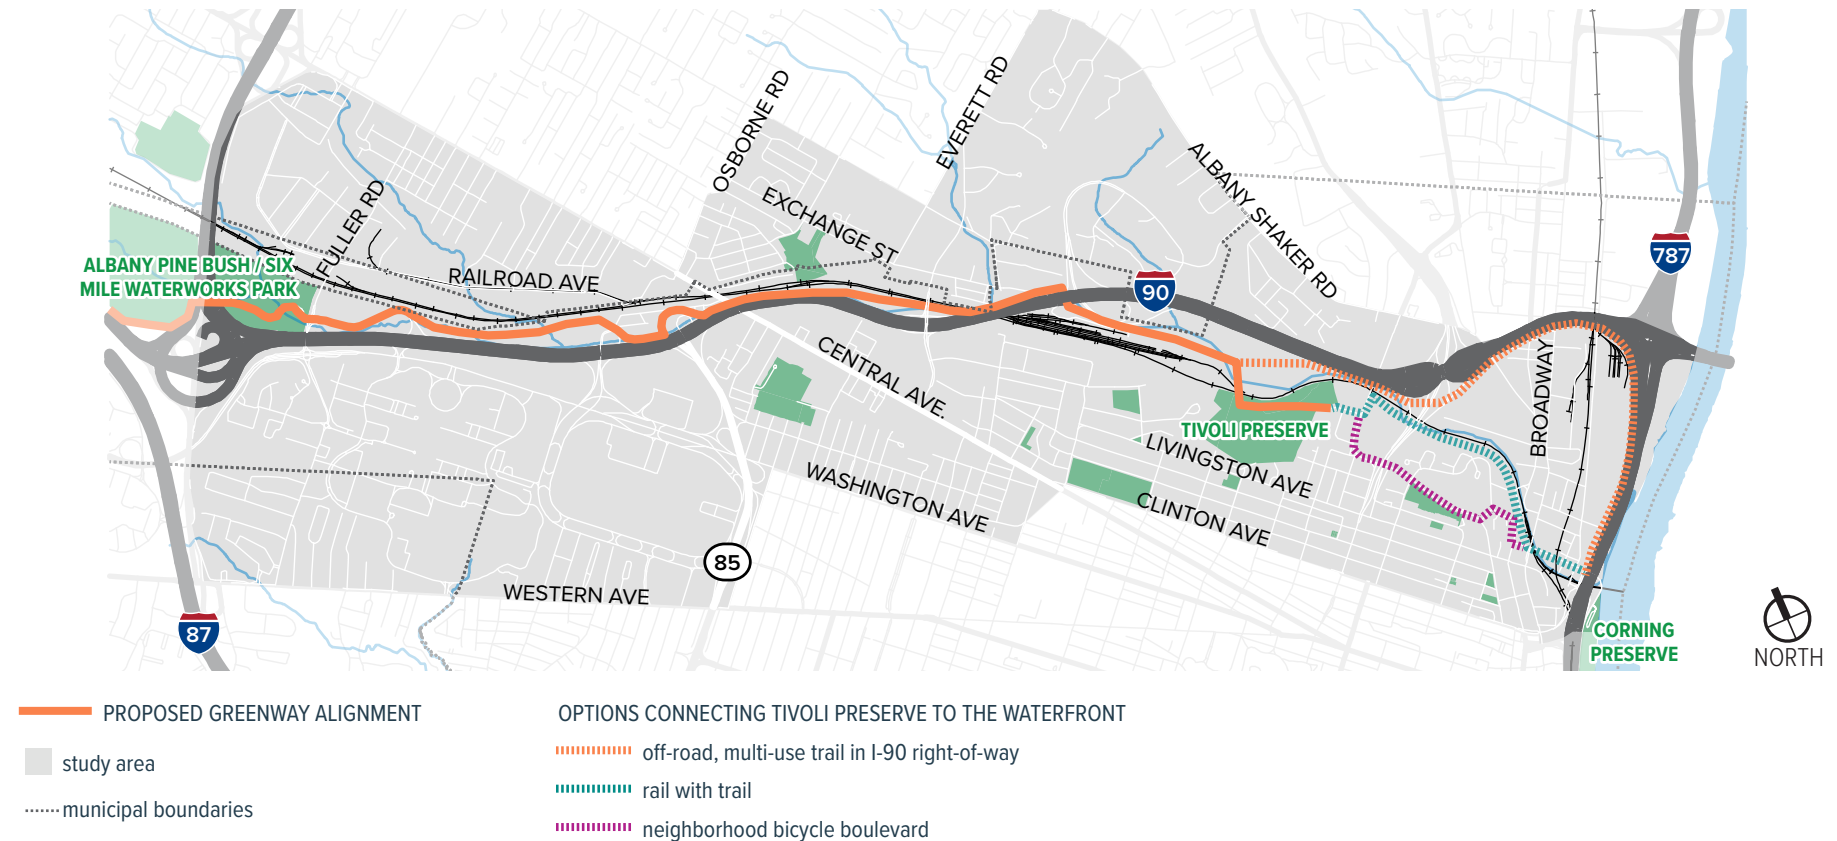 OSBORNE RD
EVERETT RD
ALBANY SHAKER RD
EXCHANGE ST
FULLER RD
787
ALBANY PINE BUSH / SIX
MILE WATERWORKS PARK
RAILROAD AVE
90
CENTRAL AVE.
BROADWAY
TIVOLI PRESERVE
LIVINGSTON AVE
WASHINGTON AVE
CLINTON AVE
85
WESTERN AVE
87
CORNING
PRESERVE
NORTH
PROPOSED GREENWAY ALIGNMENT
study area
municipal boundaries
OPTIONS CONNECTING TIVOLI PRESERVE TO THE WATERFRONT
off-road, multi-use trail in I-90 right-of-way
rail with trail
neighborhood bicycle boulevard